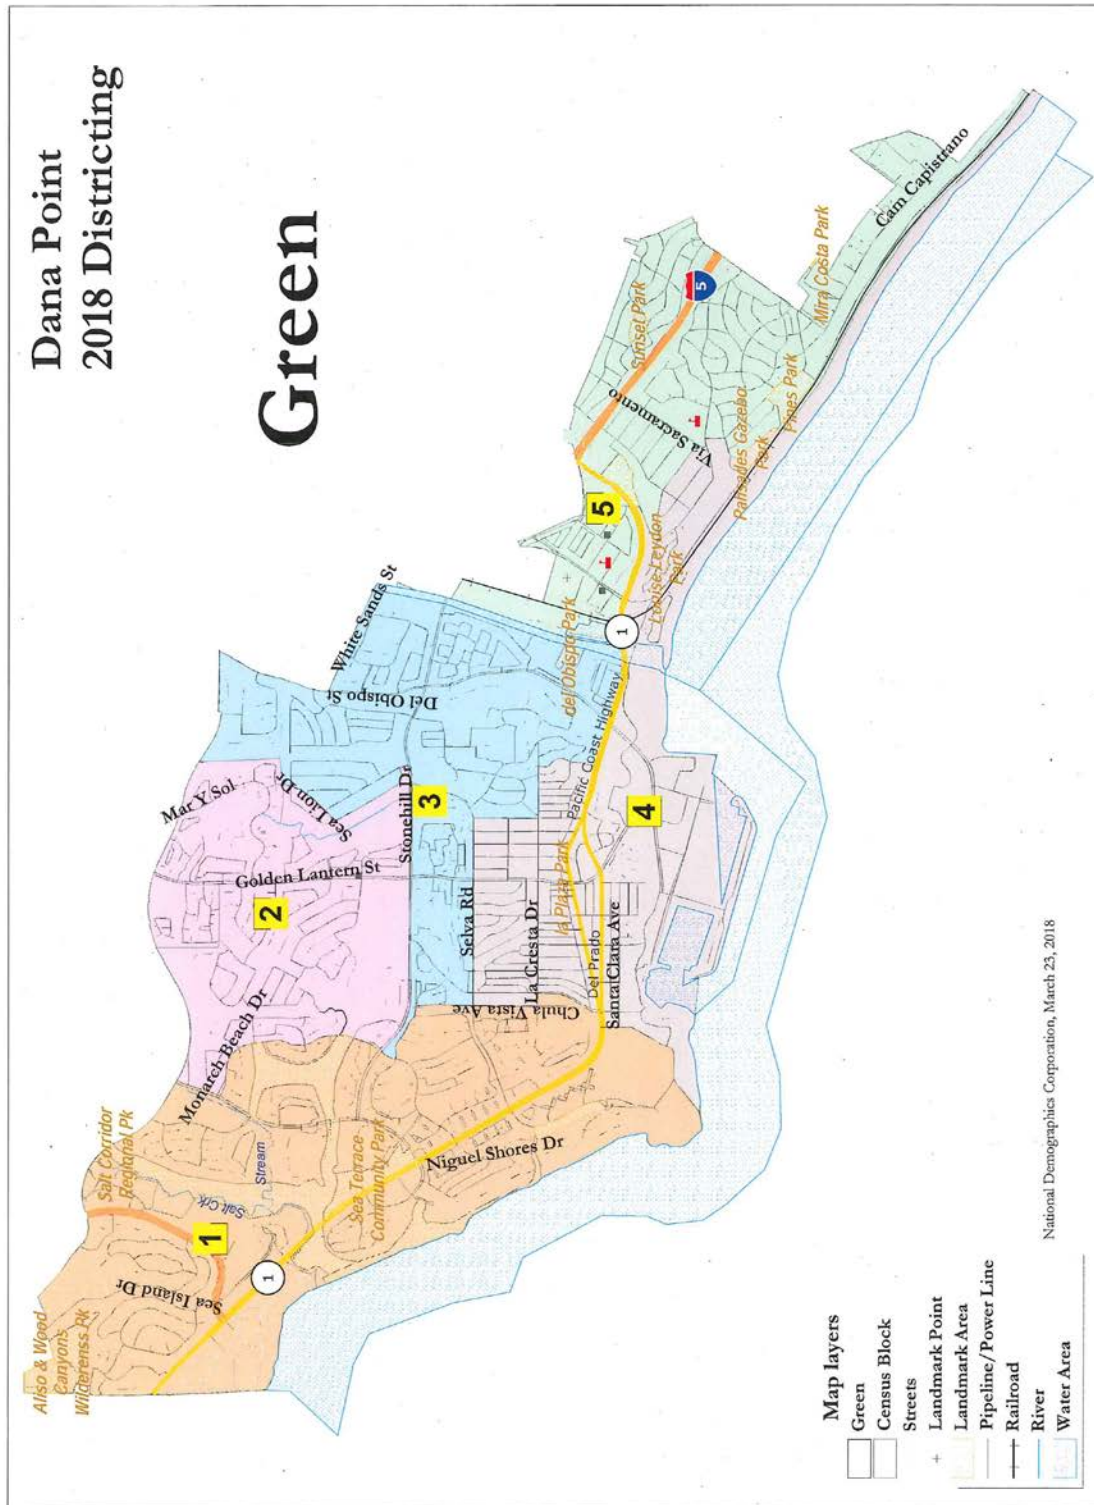 Dana Point
2018 Districting
Green
Aliso & Wood
Canyons
Wilderenss Pk
Salt Corridor
Regional Pk
Sea Island Dr
1
1
Salt Crk
Stream
Monarch Beach Dr
Sea Terrace
Community Park
Niguel Shores Dr
Mar Y Sol
Sea Lion Dr
Golden Lantern St
2
Stonehill Dr
3
White Sands St
Del Obispo St
Selva Rd
La Cresta Dr
Chula Vista Ave
la Plaza Park
Del Prado
Santa Clara Ave
Pacific Coast Highway
4
del Obispo Park
1
Louise Leydon
Park
5
Via Sacramento
Sunset Park
5
Palisades Gazebo
Park
Pines Park
Mira Costa Park
Cam Capistrano
Map layers
Green
Census Block
Streets
Landmark Point
Landmark Area
Pipeline/Power Line
Railroad
River
Water Area
National Demographics Corporation, March 23, 2018